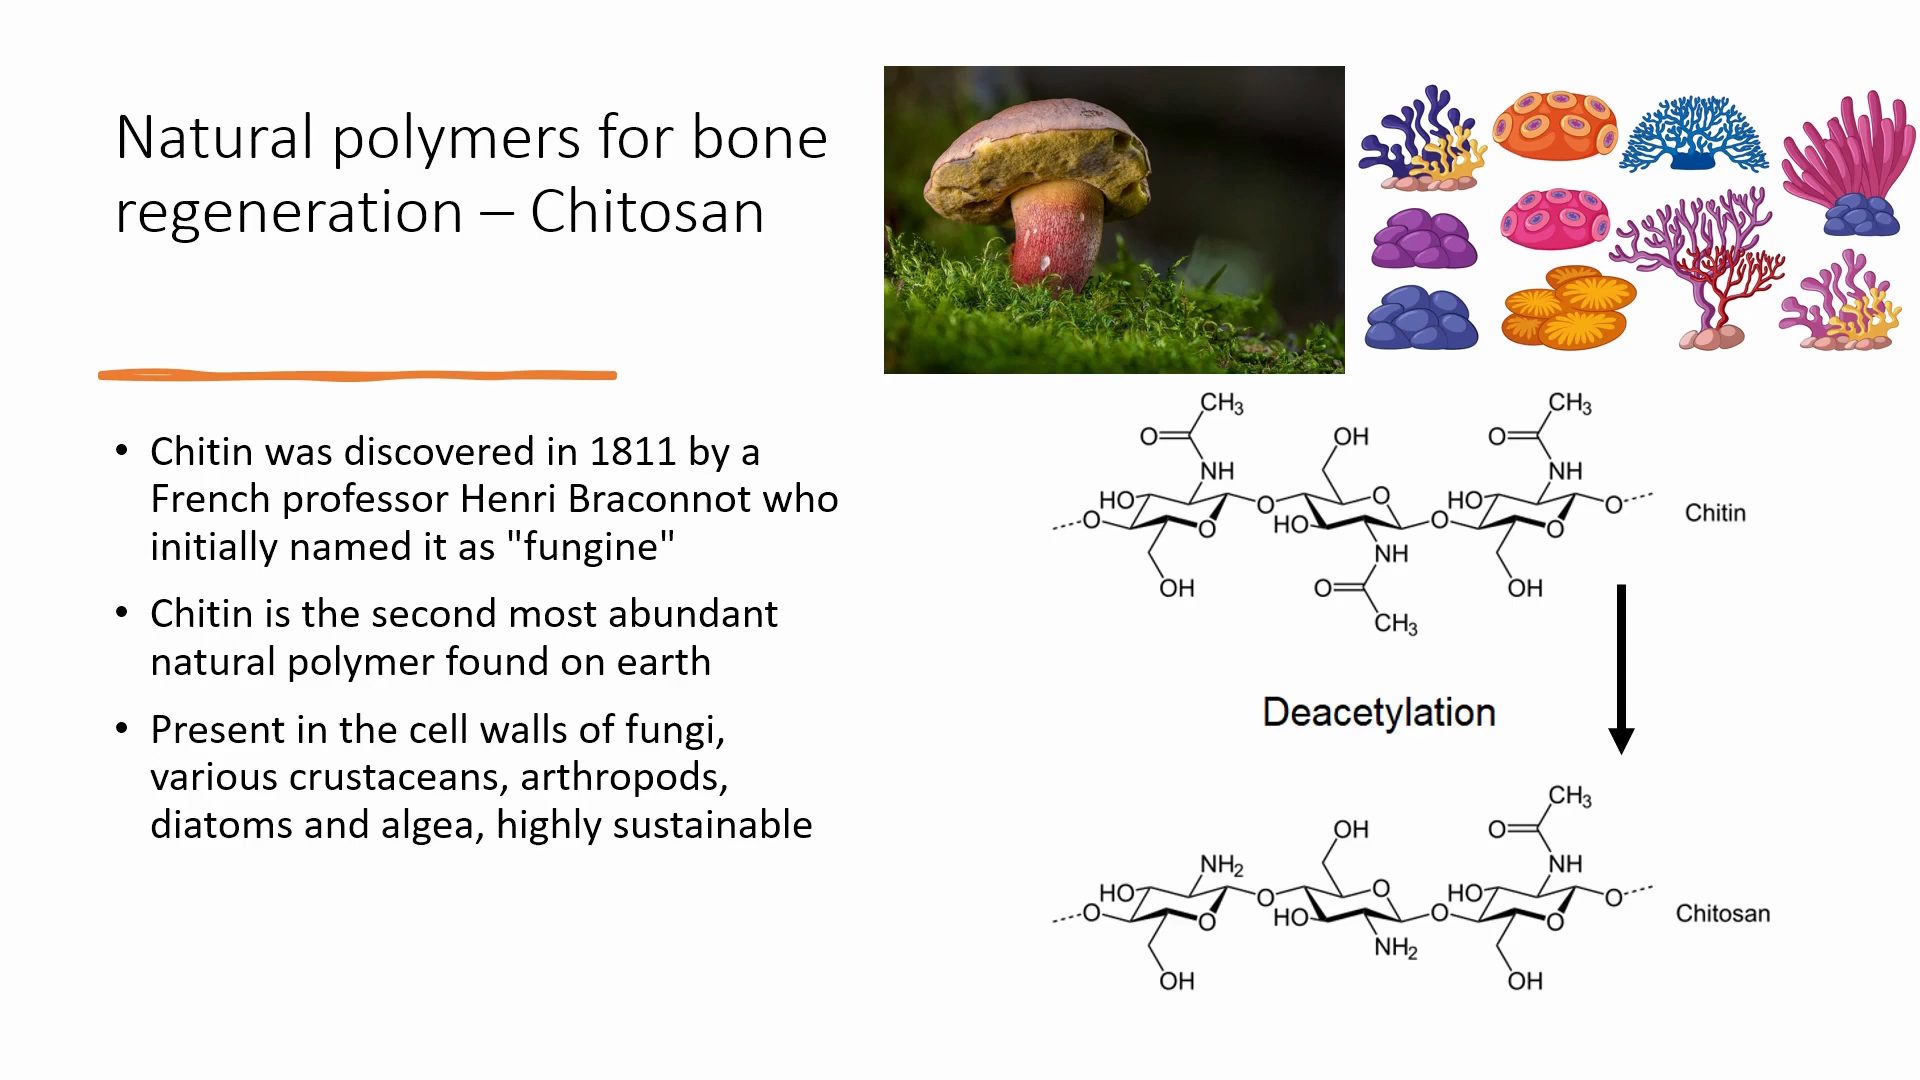 Natural polymers for bone
regeneration – Chitosan
• Chitin was discovered in 1811 by a
French professor Henri Braconnot who
initially named it as "fungine"
• Chitin is the second most abundant
natural polymer found on earth
• Present in the cell walls of fungi,
various crustaceans, arthropods,
diatoms and algea, highly sustainable
CH₃ CH₃
O OH O
NH NH
HO O O HO O Chitin
O O HO O O
NH
OH O OH
CH₃
Deacetylation
CH₃
OH O
NH₂ NH
HO O O HO O
O O HO O O Chitosan
NH₂
OH OH